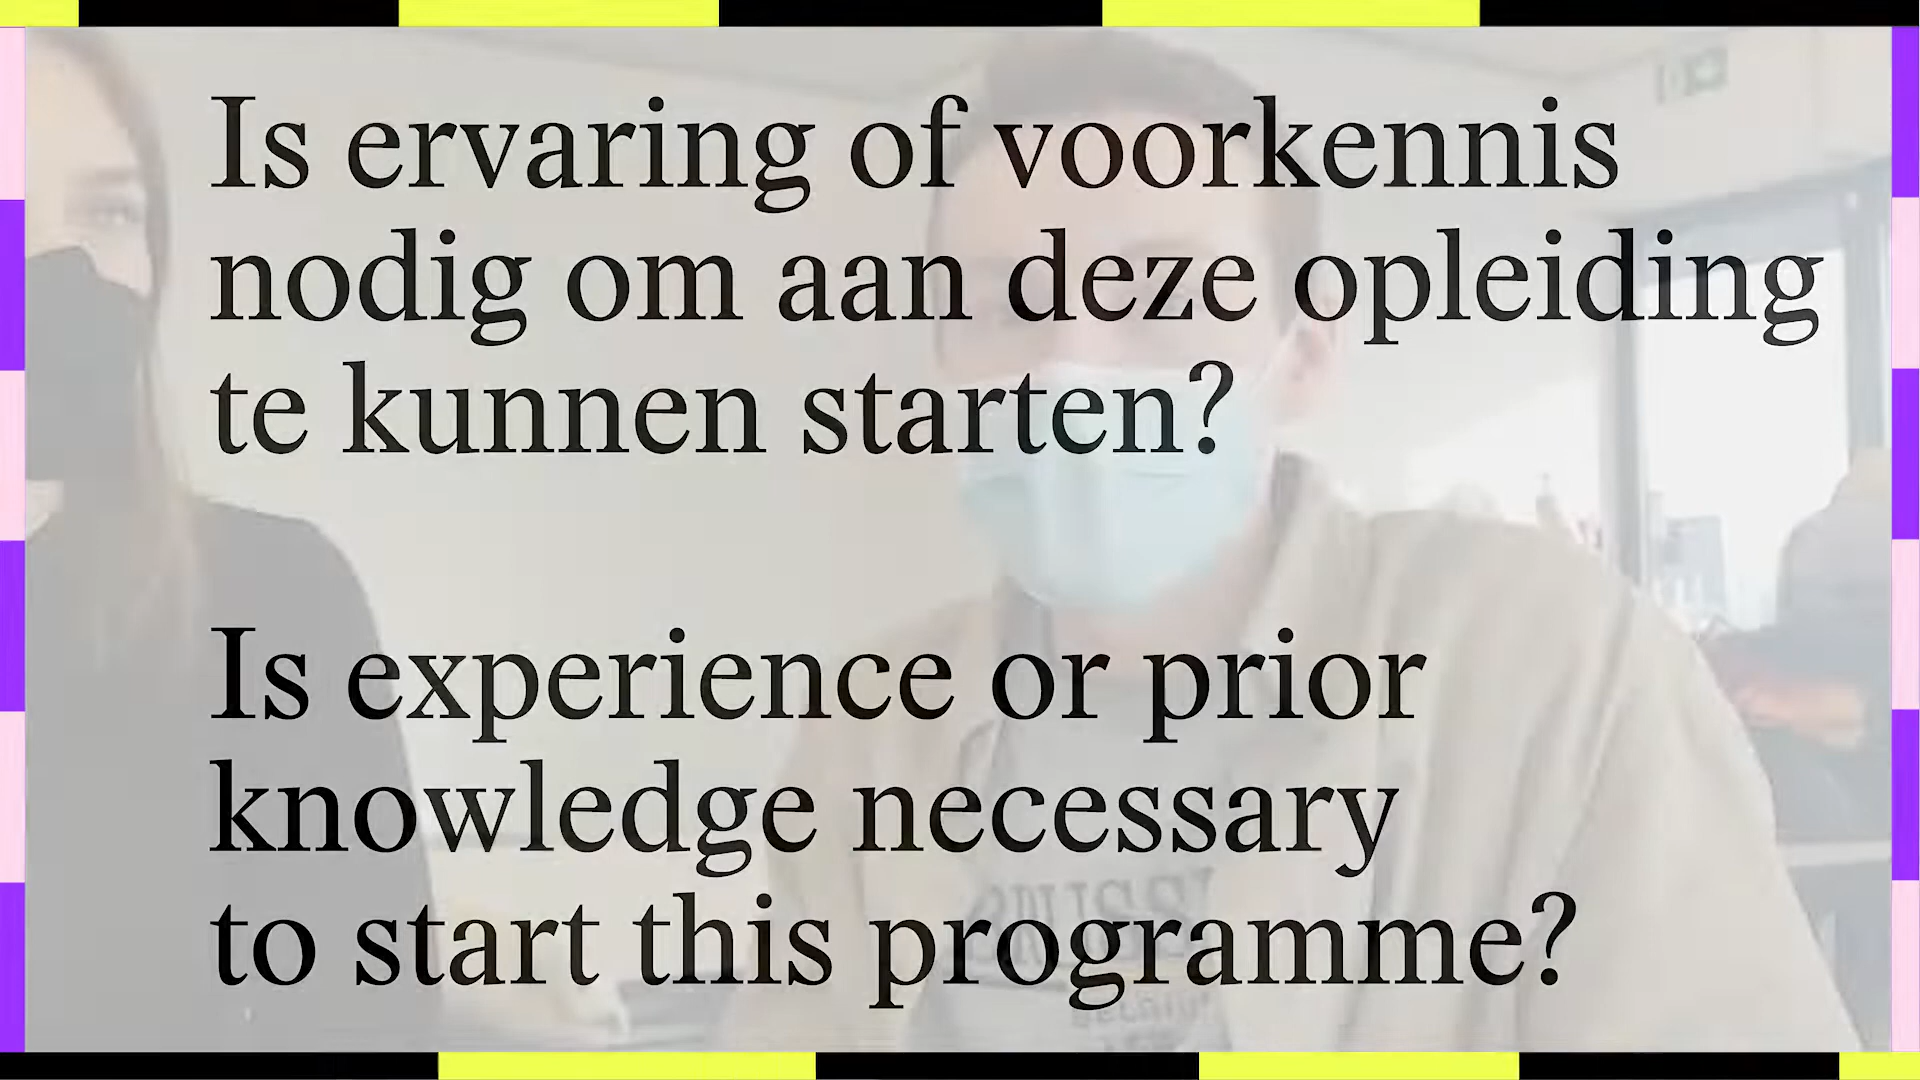 Is ervaring of voorkennis
nodig om aan deze opleiding
te kunnen starten?
Is experience or prior
knowledge necessary
to start this programme?